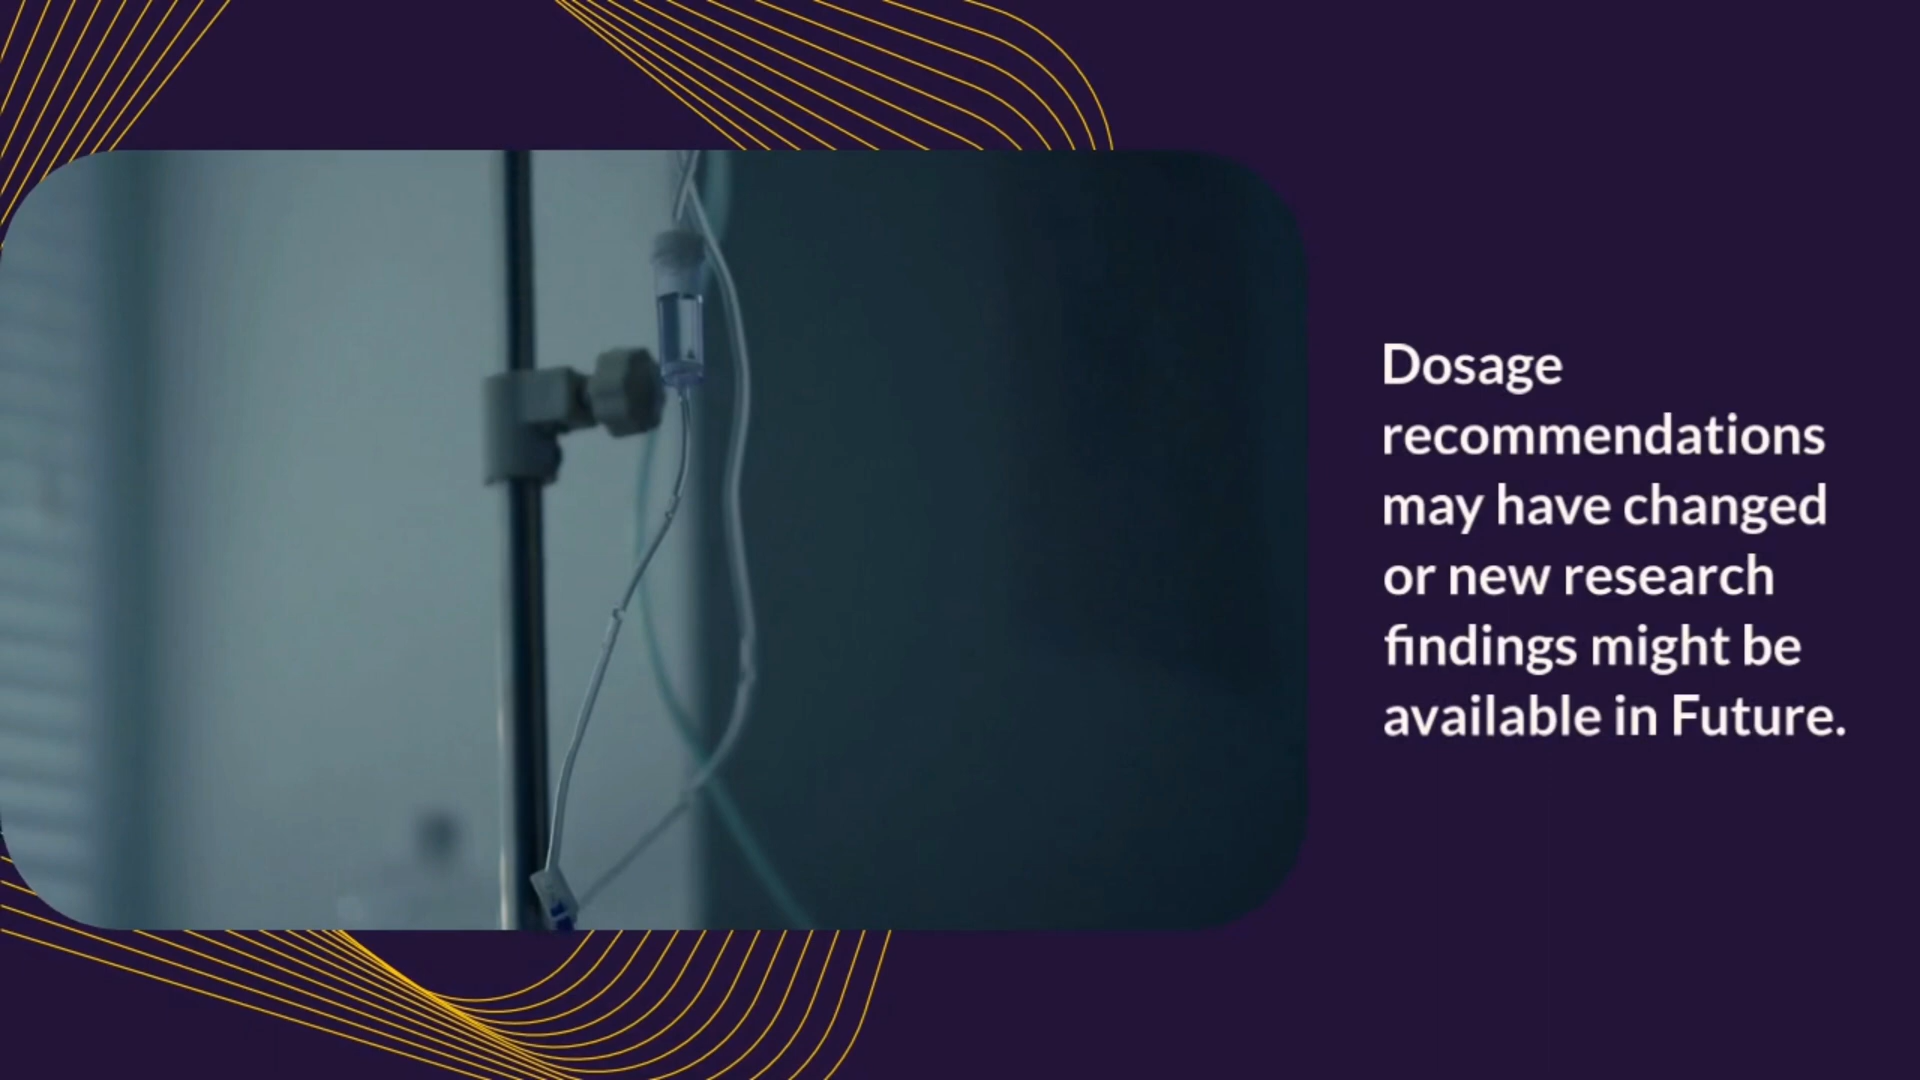 Dosage
recommendations
may have changed
or new research
findings might be
available in Future.